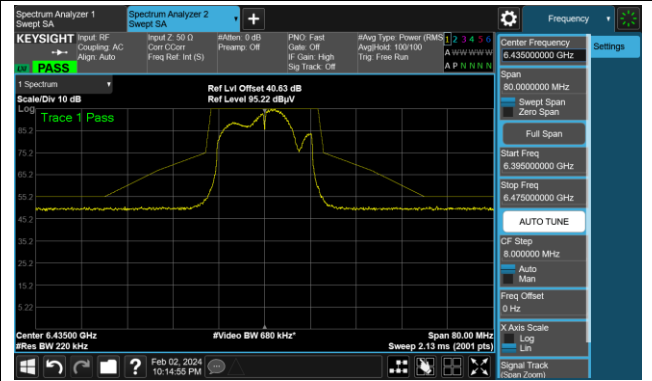 Spectrum Analyzer 1
Swept SA
Spectrum Analyzer 2
Swept SA
Frequency
KEYSIGHT
Input: RF
Coupling: AC
Align: Auto
Input Z: 50 Ω
Corr CCorr
Freq Ref: Int (S)
#Atten: 0 dB
Preamp: Off
PNO: Fast
Gate: Off
IF Gain: High
Sig Track: Off
#Avg Type: Power (RMS
Avg|Hold: 100/100
Trig: Free Run
1 2 3 4 5 6
A W W W W W
A P N N N N
PASS
Center Frequency
6.435000000 GHz
Settings
Span
80.0000000 MHz
Swept Span
Zero Span
Full Span
Start Freq
6.395000000 GHz
Stop Freq
6.475000000 GHz
AUTO TUNE
CF Step
8.000000 MHz
Auto
Man
Freq Offset
0 Hz
X Axis Scale
Log
Lin
Signal Track
(Span Zoom)
1 Spectrum
Scale/Div 10 dB
Ref Lvl Offset 40.63 dB
Ref Level 95.22 dBµV
Log
Trace 1 Pass
85.2
75.2
65.2
55.2
45.2
35.2
25.2
15.2
5.22
Center 6.43500 GHz
#Res BW 220 kHz
#Video BW 680 kHz*
Span 80.00 MHz
Sweep 2.13 ms (2001 pts)
?
Feb 02, 2024
10:14:55 PM